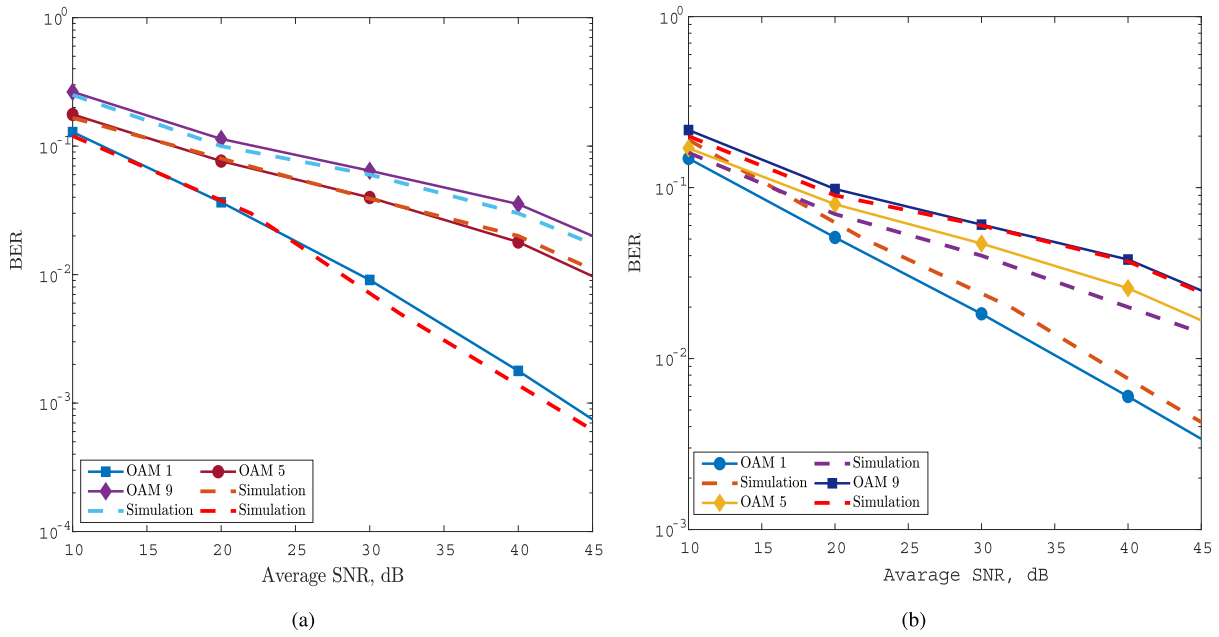 10^0
10^-1
10^-2
10^-3
10^-4
BER
10 15 20 25 30 35 40 45
Average SNR, dB
OAM 1 OAM 5
OAM 9 Simulation
Simulation Simulation
(a)
10^0
10^-1
10^-2
10^-3
BER
10 15 20 25 30 35 40 45
Avarage SNR, dB
OAM 1 Simulation
Simulation OAM 9
OAM 5 Simulation
(b)